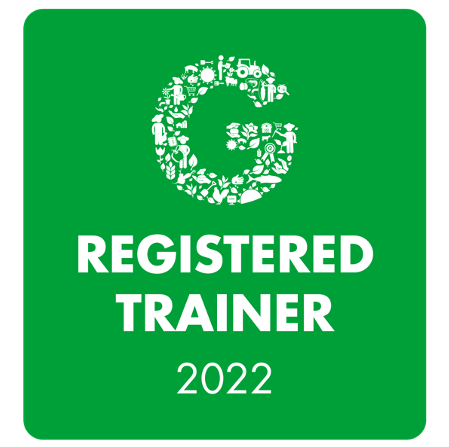 G
REGISTERED
TRAINER
2022